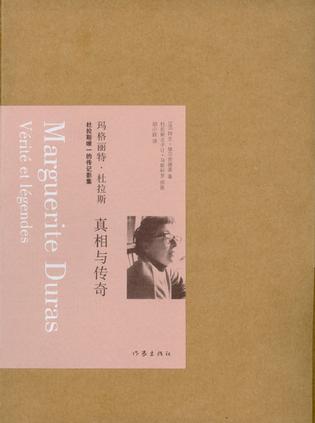 Marguerite Duras
Vérité et légendes
玛格丽特·杜拉斯
杜拉斯唯一的传记影集
真相与传奇
作家出版社